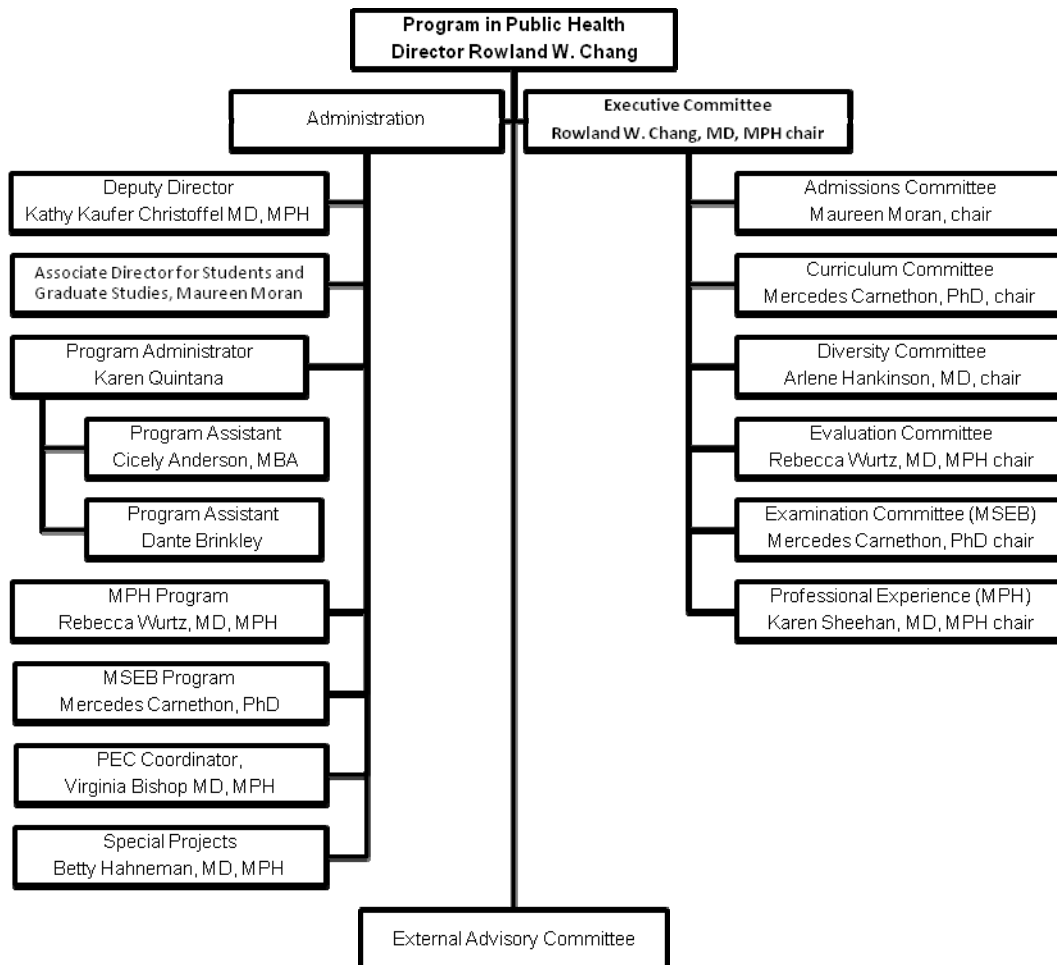 Program in Public Health
Director Rowland W. Chang
Administration
Executive Committee
Rowland W. Chang, MD, MPH chair
Deputy Director
Kathy Kaufer Christoffel MD, MPH
Associate Director for Students and
Graduate Studies, Maureen Moran
Program Administrator
Karen Quintana
Program Assistant
Cicely Anderson, MBA
Program Assistant
Dante Brinkley
MPH Program
Rebecca Wurtz, MD, MPH
MSEB Program
Mercedes Carnethon, PhD
PEC Coordinator,
Virginia Bishop MD, MPH
Special Projects
Betty Hahneman, MD, MPH
Admissions Committee
Maureen Moran, chair
Curriculum Committee
Mercedes Carnethon, PhD, chair
Diversity Committee
Arlene Hankinson, MD, chair
Evaluation Committee
Rebecca Wurtz, MD, MPH chair
Examination Committee (MSEB)
Mercedes Carnethon, PhD chair
Professional Experience (MPH)
Karen Sheehan, MD, MPH chair
External Advisory Committee